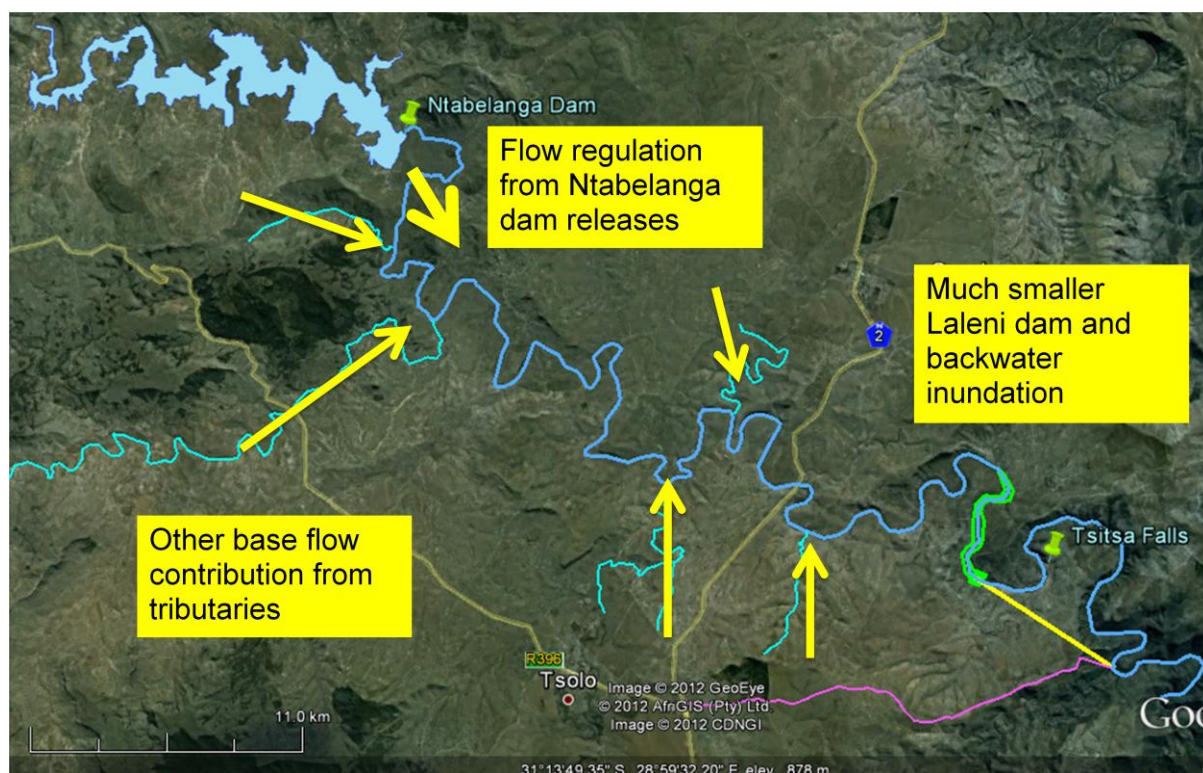 Ntabelanga Dam
Flow regulation
from Ntabelanga
dam releases
Much smaller
Laleni dam and
backwater
inundation
N
2
Tsitsa Falls
Other base flow
contribution from
tributaries
R396
Tsolo
Image © 2012 GeoEye
© 2012 AfriGIS (Pty) Ltd.
Image © 2012 CDNGI
11.0 km
Goo
31°13'49.35" S 28°59'32.20" E elev 878 m